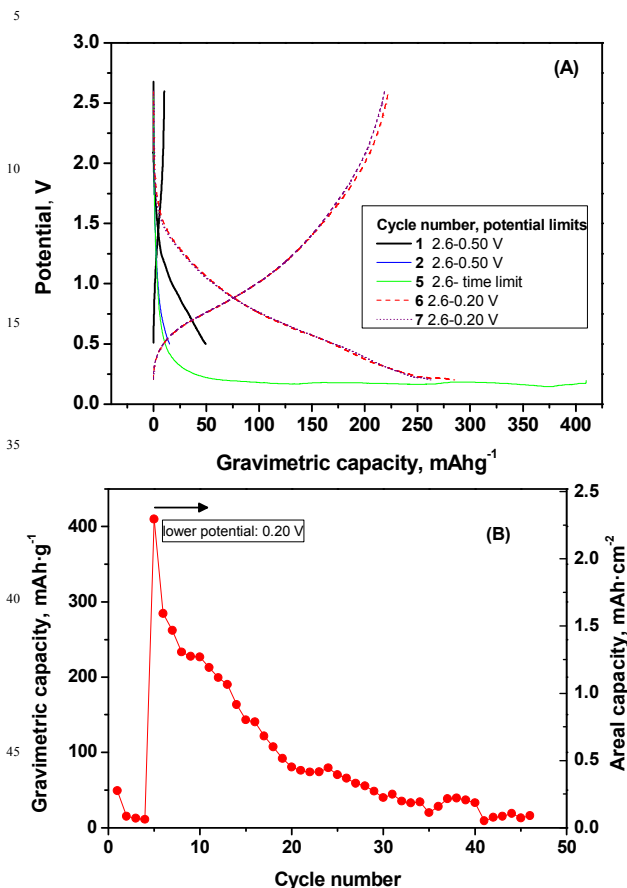 5
10
15
35
40
45
(A)
3.0
2.5
2.0
1.5
1.0
0.5
0.0
Potential, V
Cycle number, potential limits
1 2.6-0.50 V
2 2.6-0.50 V
5 2.6- time limit
6 2.6-0.20 V
7 2.6-0.20 V
0 50 100 150 200 250 300 350 400
Gravimetric capacity, mAhg-1
(B)
lower potential: 0.20 V
400
300
200
100
0
Gravimetric capacity, mAh·g-1
2.5
2.0
1.5
1.0
0.5
0.0
Areal capacity, mAh·cm-2
0 10 20 30 40 50
Cycle number